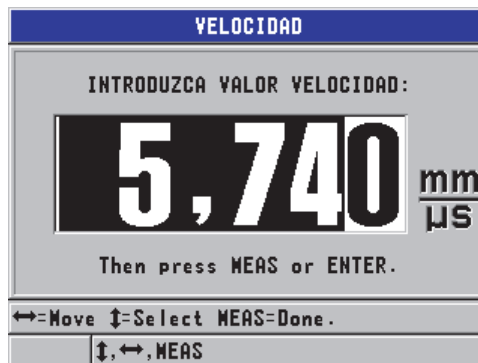 VELOCIDAD
INTRODUZCA VALOR VELOCIDAD:
5,740 mm/µs
Then press MEAS or ENTER.
↔=Move ↕=Select MEAS=Done.
↕,↔,MEAS